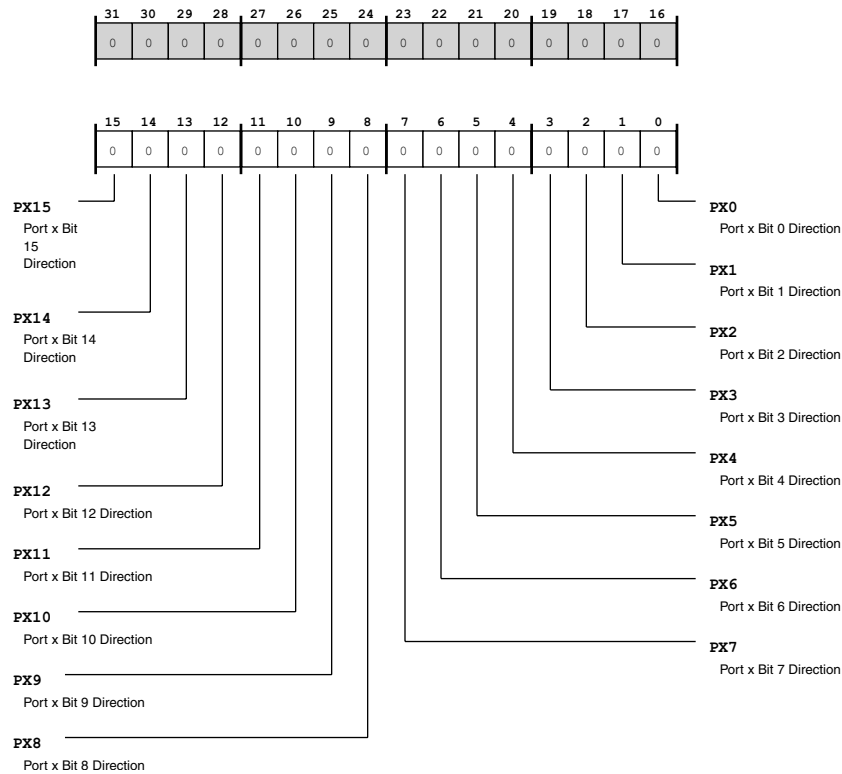 31 30 29 28 27 26 25 24 23 22 21 20 19 18 17 16
0 0 0 0 0 0 0 0 0 0 0 0 0 0 0 0
15 14 13 12 11 10 9 8 7 6 5 4 3 2 1 0
0 0 0 0 0 0 0 0 0 0 0 0 0 0 0 0
PX15
Port x Bit
15
Direction
PX14
Port x Bit 14
Direction
PX13
Port x Bit 13
Direction
PX12
Port x Bit 12 Direction
PX11
Port x Bit 11 Direction
PX10
Port x Bit 10 Direction
PX9
Port x Bit 9 Direction
PX8
Port x Bit 8 Direction
PX0
Port x Bit 0 Direction
PX1
Port x Bit 1 Direction
PX2
Port x Bit 2 Direction
PX3
Port x Bit 3 Direction
PX4
Port x Bit 4 Direction
PX5
Port x Bit 5 Direction
PX6
Port x Bit 6 Direction
PX7
Port x Bit 7 Direction